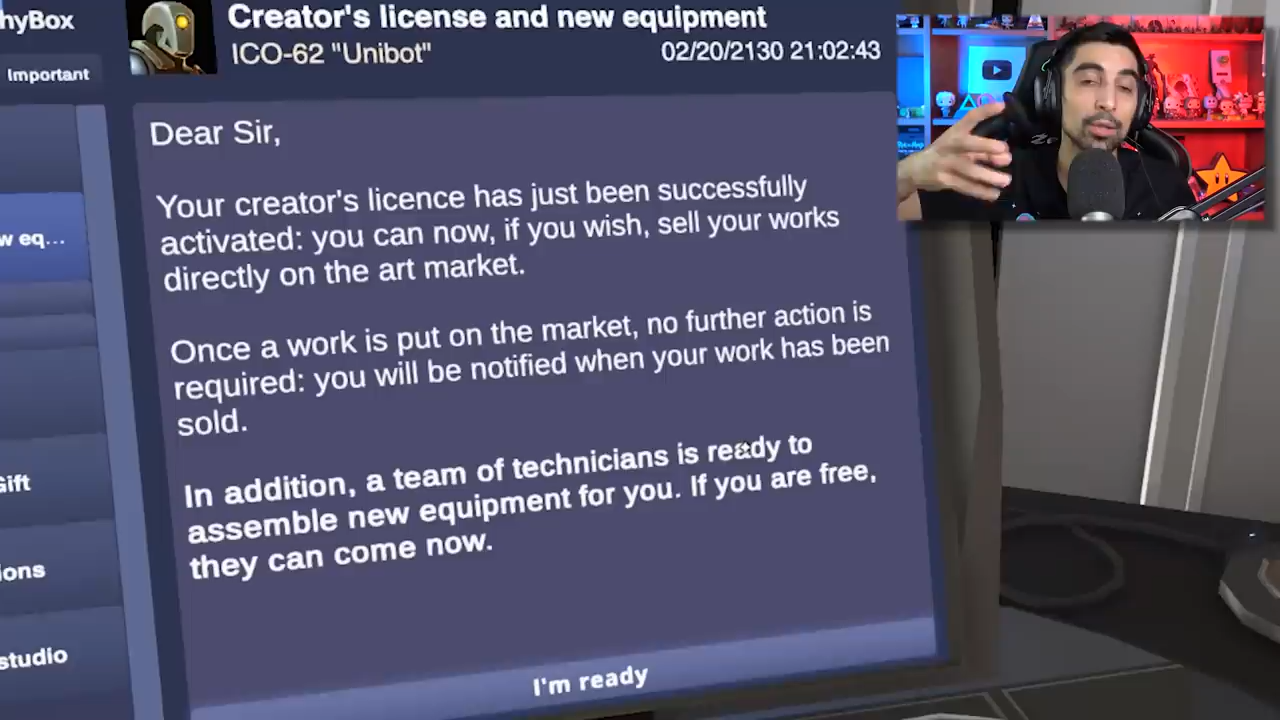 hyBox
Creator's license and new equipment
ICO-62 "Unibot"
02/20/2130 21:02:43
Important
Dear Sir,
Your creator's licence has just been successfully
activated: you can now, if you wish, sell your works
directly on the art market.
w eq...
Once a work is put on the market, no further action is
required: you will be notified when your work has been
sold.
In addition, a team of technicians is ready to
assemble new equipment for you. If you are free,
they can come now.
Gift
ions
studio
I'm ready